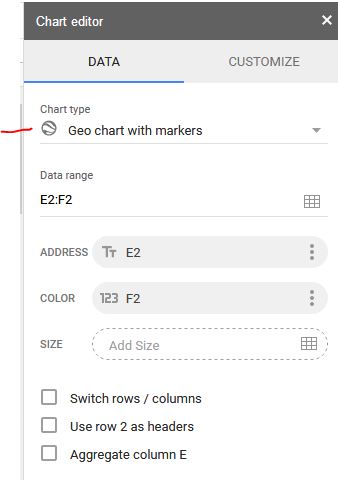 Chart editor ×
DATA CUSTOMIZE
Chart type
Geo chart with markers
Data range
E2:F2
ADDRESS Tт E2
COLOR 123 F2
SIZE Add Size
Switch rows / columns
Use row 2 as headers
Aggregate column E